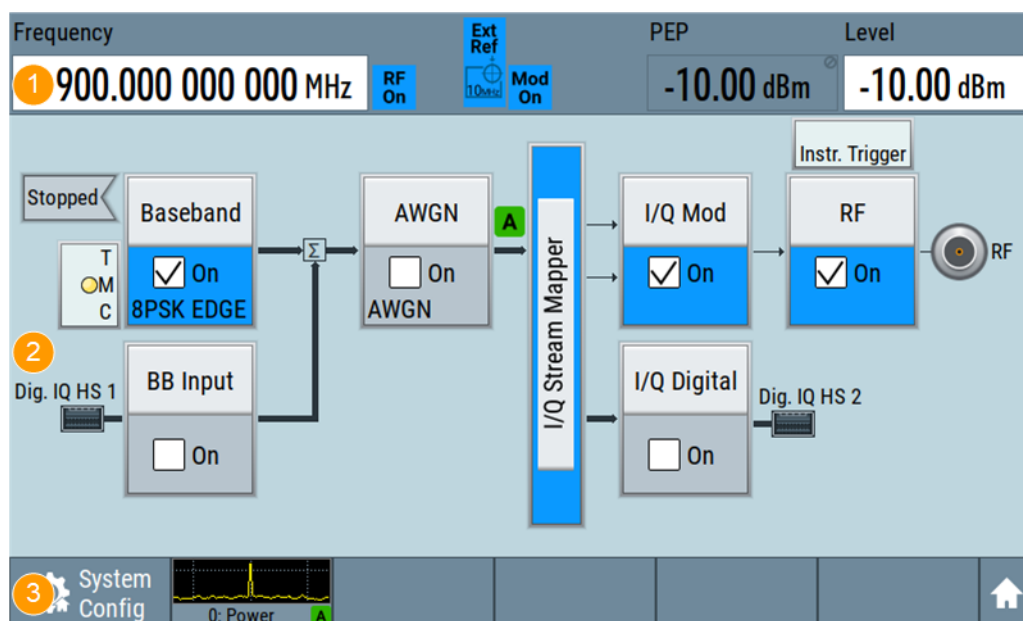 Frequency
Ext Ref
PEP
Level
1
900.000 000 000 MHz
RF On
10MHz
Mod On
-10.00 dBm
-10.00 dBm
Instr. Trigger
Stopped
Baseband
On
8PSK EDGE
T
M
C
Σ
AWGN
On
AWGN
A
I/Q Stream Mapper
I/Q Mod
On
RF
On
RF
2
Dig. IQ HS 1
BB Input
On
I/Q Digital
On
Dig. IQ HS 2
3
System Config
0: Power
A